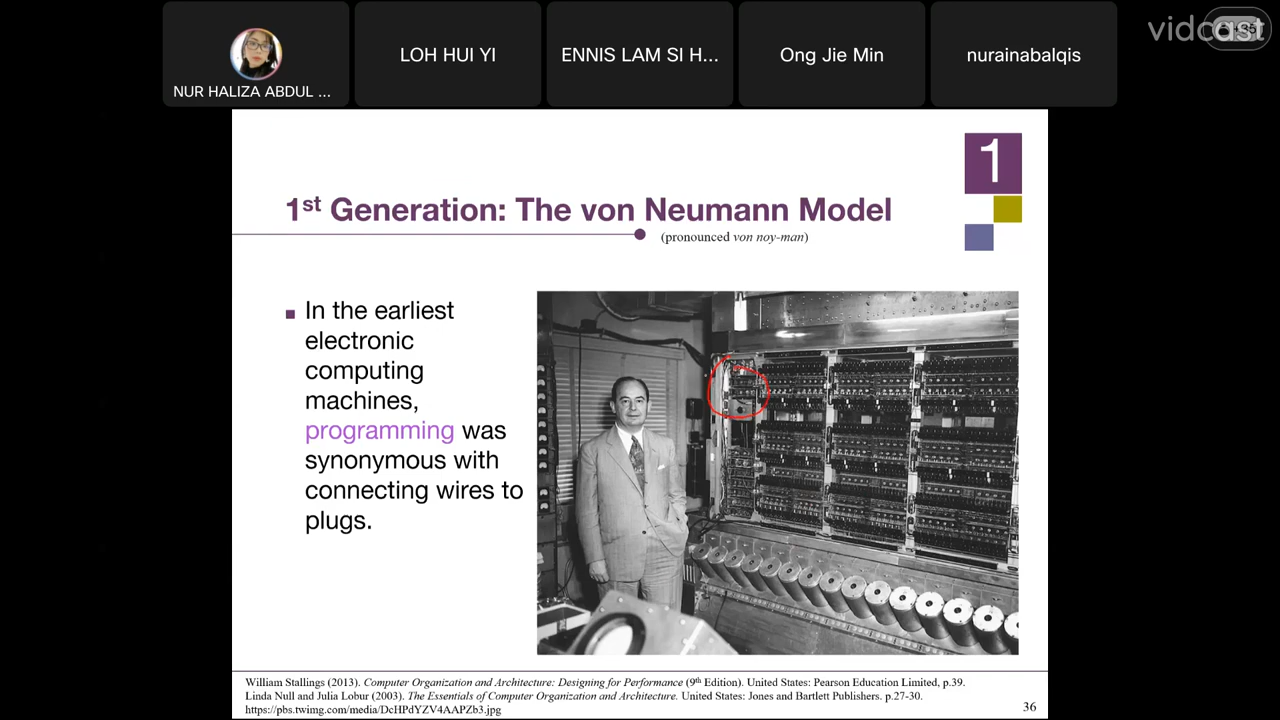 vidcast
NUR HALIZA ABDUL ...
LOH HUI YI
ENNIS LAM SI H...
Ong Jie Min
nurainabalqis
1
1st Generation: The von Neumann Model
(pronounced von noy-man)
In the earliest
electronic
computing
machines,
programming was
synonymous with
connecting wires to
plugs.
William Stallings (2013). Computer Organization and Architecture: Designing for Performance (9th Edition). United States: Pearson Education Limited, p.39.
Linda Null and Julia Lobur (2003). The Essentials of Computer Organization and Architecture. United States: Jones and Bartlett Publishers. p.27-30.
https://pbs.twimg.com/media/DcHPdYZV4AAPZb3.jpg
36